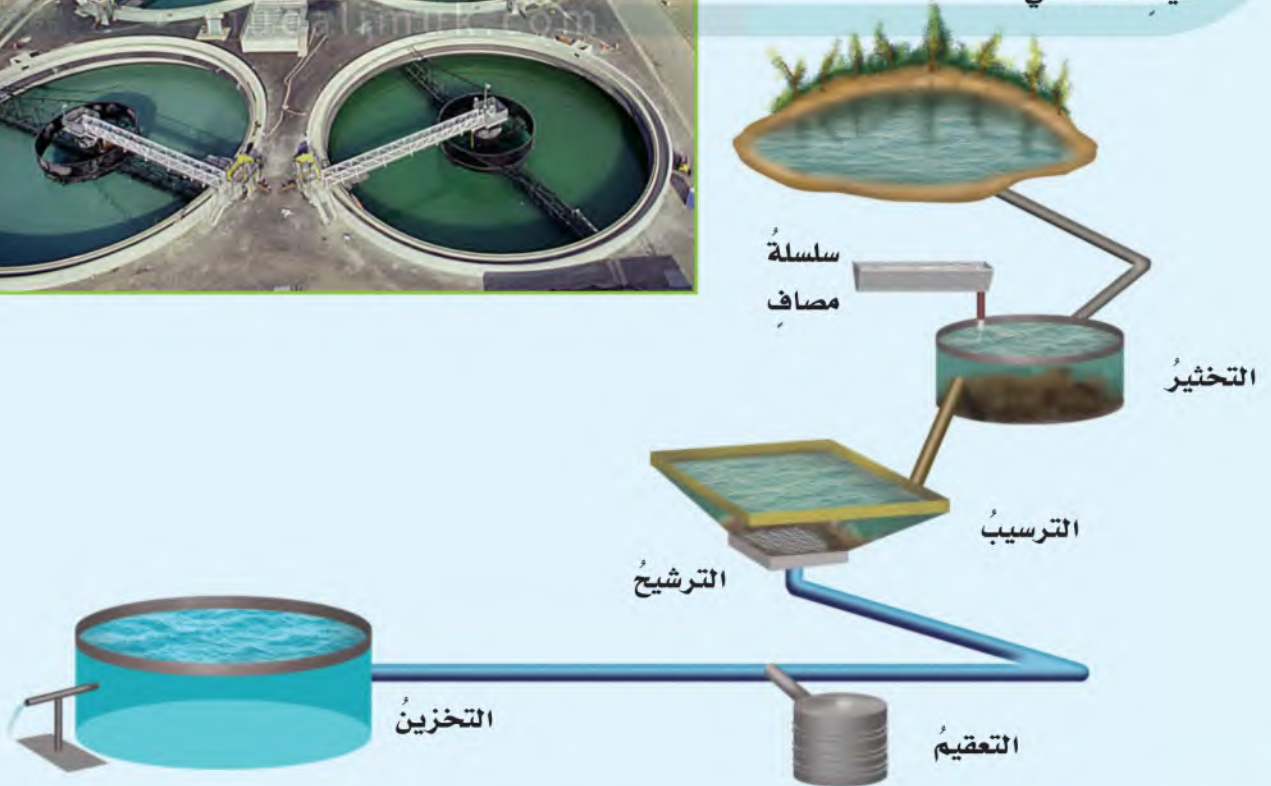 سلسلةُ
مصافٍ
التخثيرُ
الترسيبُ
الترشيحُ
التعقيمُ
التخزينُ